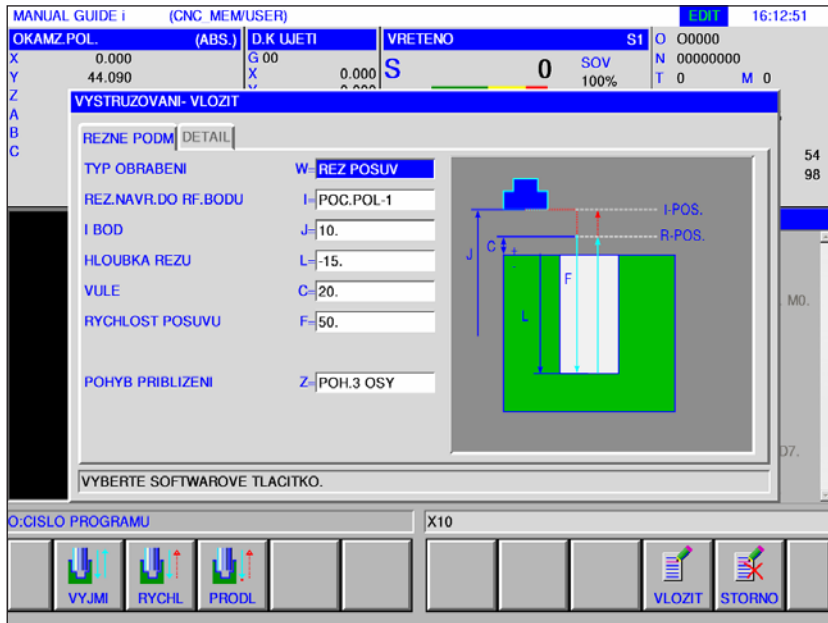 MANUAL GUIDE i (CNC_MEM/USER) EDIT 16:12:51
OKAMZ.POL. (ABS.) D.K UJETI VRETENO S1 O O0000
X 0.000 G 00 S 0 SOV 100% N 00000000
Y 44.090 X 0.000 T 0 M 0
Z
A
B
C
54
98
VYSTRUZOVANI- VLOZIT
REZNE PODM DETAIL
TYP OBRABENI W= REZ POSUV
REZ.NAVR.DO RF.BODU I= POC.POL-1
I BOD J= 10.
HLOUBKA REZU L= -15.
VULE C= 20.
RYCHLOST POSUVU F= 50.
POHYB PRIBLIZENI Z= POH.3 OSY
I-POS.
R-POS.
C + -
J
F
L
M0.
D7.
VYBERTE SOFTWAROVE TLACITKO.
O:CISLO PROGRAMU X10
VYJMI RYCHL PRODL VLOZIT STORNO